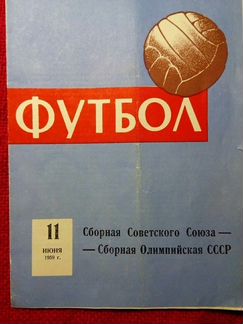 ФУТБОЛ
11
ИЮНЯ
1959 г.
Сборная Советского Союза —
— Сборная Олимпийская СССР